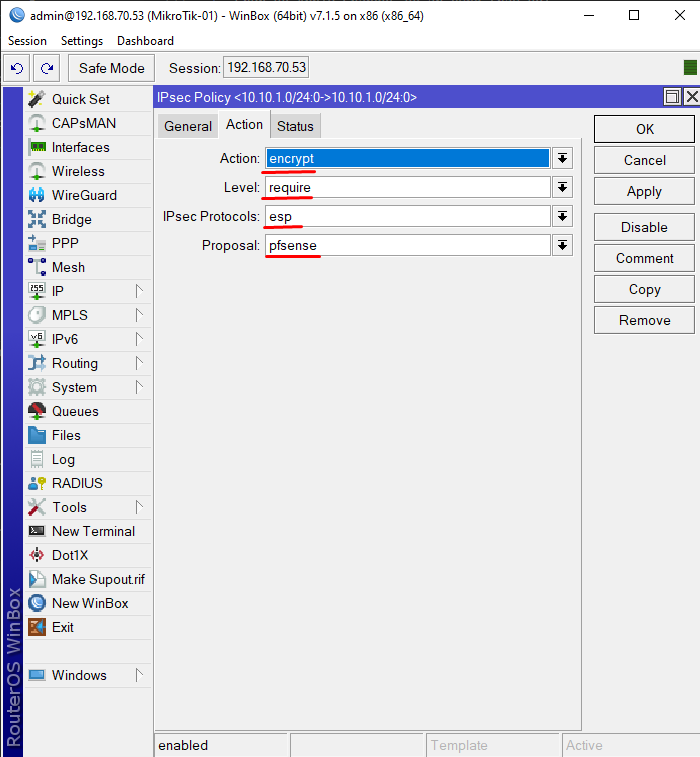 admin@192.168.70.53 (MikroTik-01) - WinBox (64bit) v7.1.5 on x86 (x86_64)
Session Settings Dashboard
Safe Mode Session: 192.168.70.53
IPsec Policy <10.10.1.0/24:0->10.10.1.0/24:0>
Quick Set
CAPsMAN
Interfaces
Wireless
WireGuard
Bridge
PPP
Mesh
255
IP
MPLS
v6
IPv6
Routing
System
Queues
Files
Log
RADIUS
Tools
New Terminal
Dot1X
Make Supout.rif
New WinBox
Exit
Windows
RouterOS WinBox
General Action Status
Action: encrypt
Level: require
IPsec Protocols: esp
Proposal: pfsense
OK
Cancel
Apply
Disable
Comment
Copy
Remove
enabled Template Active